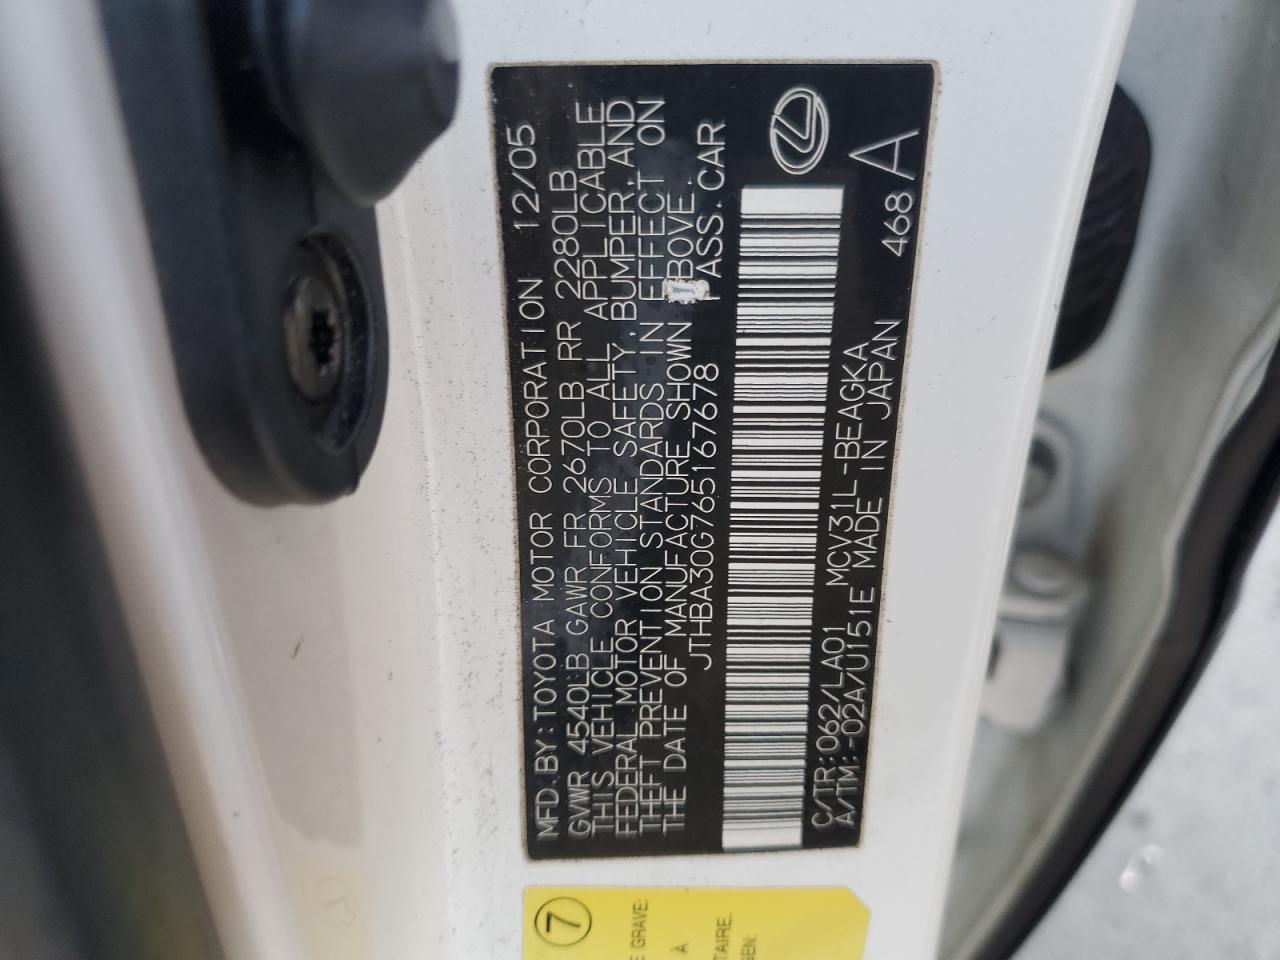 MFD.BY:TOYOTA MOTOR CORPORATION 12/05
GVWR 4540LB GAWR FR 2670LB RR 2280LB
THIS VEHICLE CONFORMS TO ALL APPLICABLE
FEDERAL MOTOR VEHICLE SAFETY,BUMPER,AND
THEFT PREVENTION STANDARDS IN EFFECT ON
THE DATE OF MANUFACTURE SHOWN ABOVE.
JTHBA30G765167678 PASS.CAR
C/TR:062/LA01 MCV31L-BEAGKA
A/TM:-02A/U151E MADE IN JAPAN 468 A
7
GRAVE:
À
TAIRE.